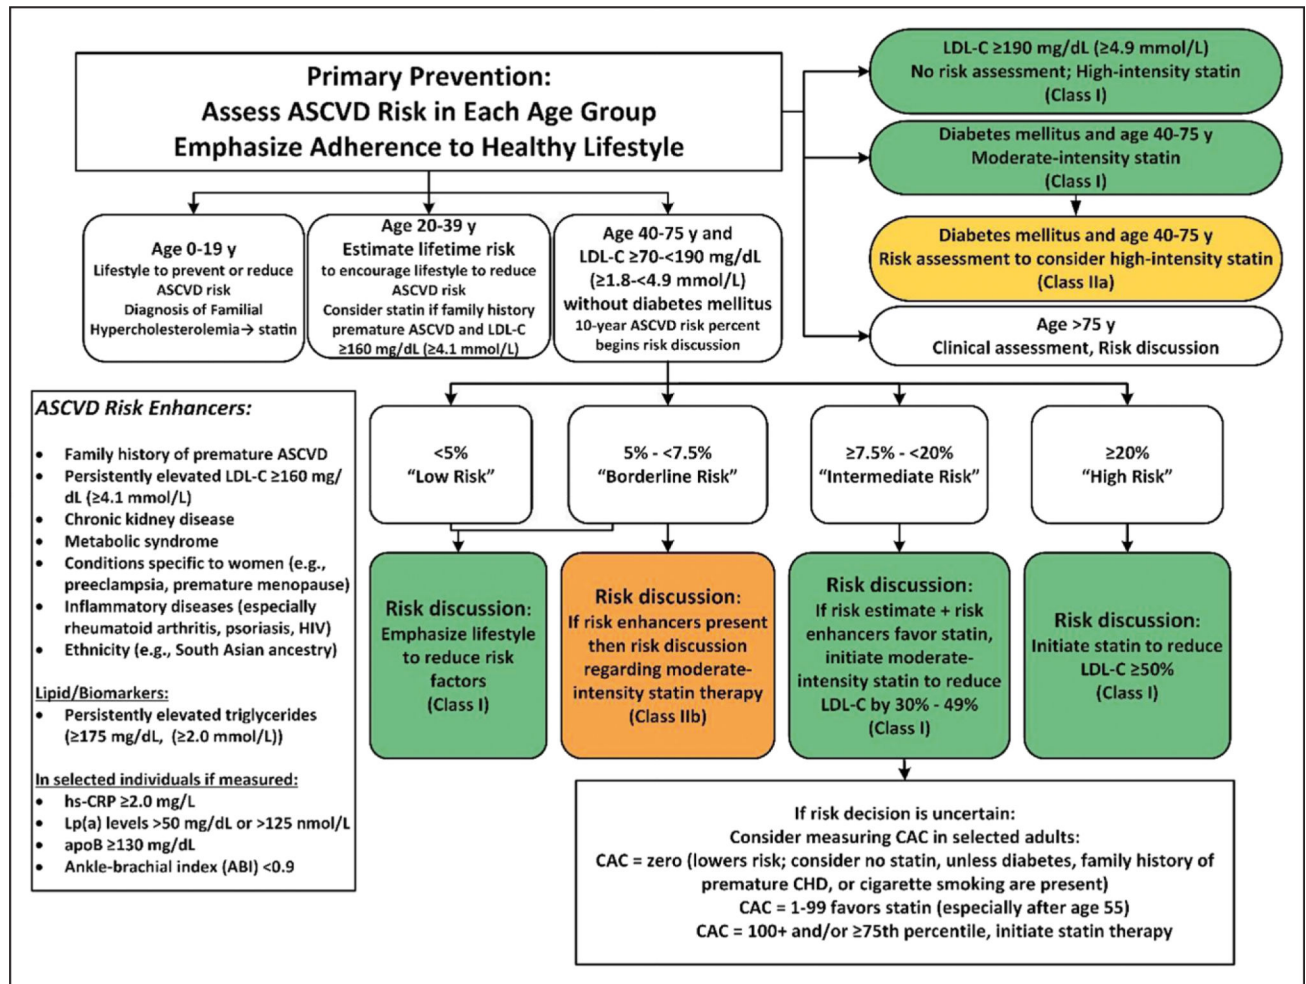 Primary Prevention:
Assess ASCVD Risk in Each Age Group
Emphasize Adherence to Healthy Lifestyle
LDL-C ≥190 mg/dL (≥4.9 mmol/L)
No risk assessment; High-intensity statin
(Class I)
Diabetes mellitus and age 40-75 y
Moderate-intensity statin
(Class I)
Diabetes mellitus and age 40-75 y
Risk assessment to consider high-intensity statin
(Class IIa)
Age >75 y
Clinical assessment, Risk discussion
Age 0-19 y
Lifestyle to prevent or reduce
ASCVD risk
Diagnosis of Familial
Hypercholesterolemia→ statin
Age 20-39 y
Estimate lifetime risk
to encourage lifestyle to reduce
ASCVD risk
Consider statin if family history
premature ASCVD and LDL-C
≥160 mg/dL (≥4.1 mmol/L)
Age 40-75 y and
LDL-C ≥70-<190 mg/dL
(≥1.8-<4.9 mmol/L)
without diabetes mellitus
10-year ASCVD risk percent
begins risk discussion
<5%
“Low Risk”
5% - <7.5%
“Borderline Risk”
≥7.5% - <20%
“Intermediate Risk”
≥20%
“High Risk”
Risk discussion:
Emphasize lifestyle
to reduce risk
factors
(Class I)
Risk discussion:
If risk enhancers present
then risk discussion
regarding moderate-
intensity statin therapy
(Class IIb)
Risk discussion:
If risk estimate + risk
enhancers favor statin,
initiate moderate-
intensity statin to reduce
LDL-C by 30% - 49%
(Class I)
Risk discussion:
Initiate statin to reduce
LDL-C ≥50%
(Class I)
If risk decision is uncertain:
Consider measuring CAC in selected adults:
CAC = zero (lowers risk; consider no statin, unless diabetes, family history of
premature CHD, or cigarette smoking are present)
CAC = 1-99 favors statin (especially after age 55)
CAC = 100+ and/or ≥75th percentile, initiate statin therapy
ASCVD Risk Enhancers:
• Family history of premature ASCVD
• Persistently elevated LDL-C ≥160 mg/
dL (≥4.1 mmol/L)
• Chronic kidney disease
• Metabolic syndrome
• Conditions specific to women (e.g.,
preeclampsia, premature menopause)
• Inflammatory diseases (especially
rheumatoid arthritis, psoriasis, HIV)
• Ethnicity (e.g., South Asian ancestry)
Lipid/Biomarkers:
• Persistently elevated triglycerides
(≥175 mg/dL, (≥2.0 mmol/L))
In selected individuals if measured:
• hs-CRP ≥2.0 mg/L
• Lp(a) levels >50 mg/dL or >125 nmol/L
• apoB ≥130 mg/dL
• Ankle-brachial index (ABI) <0.9